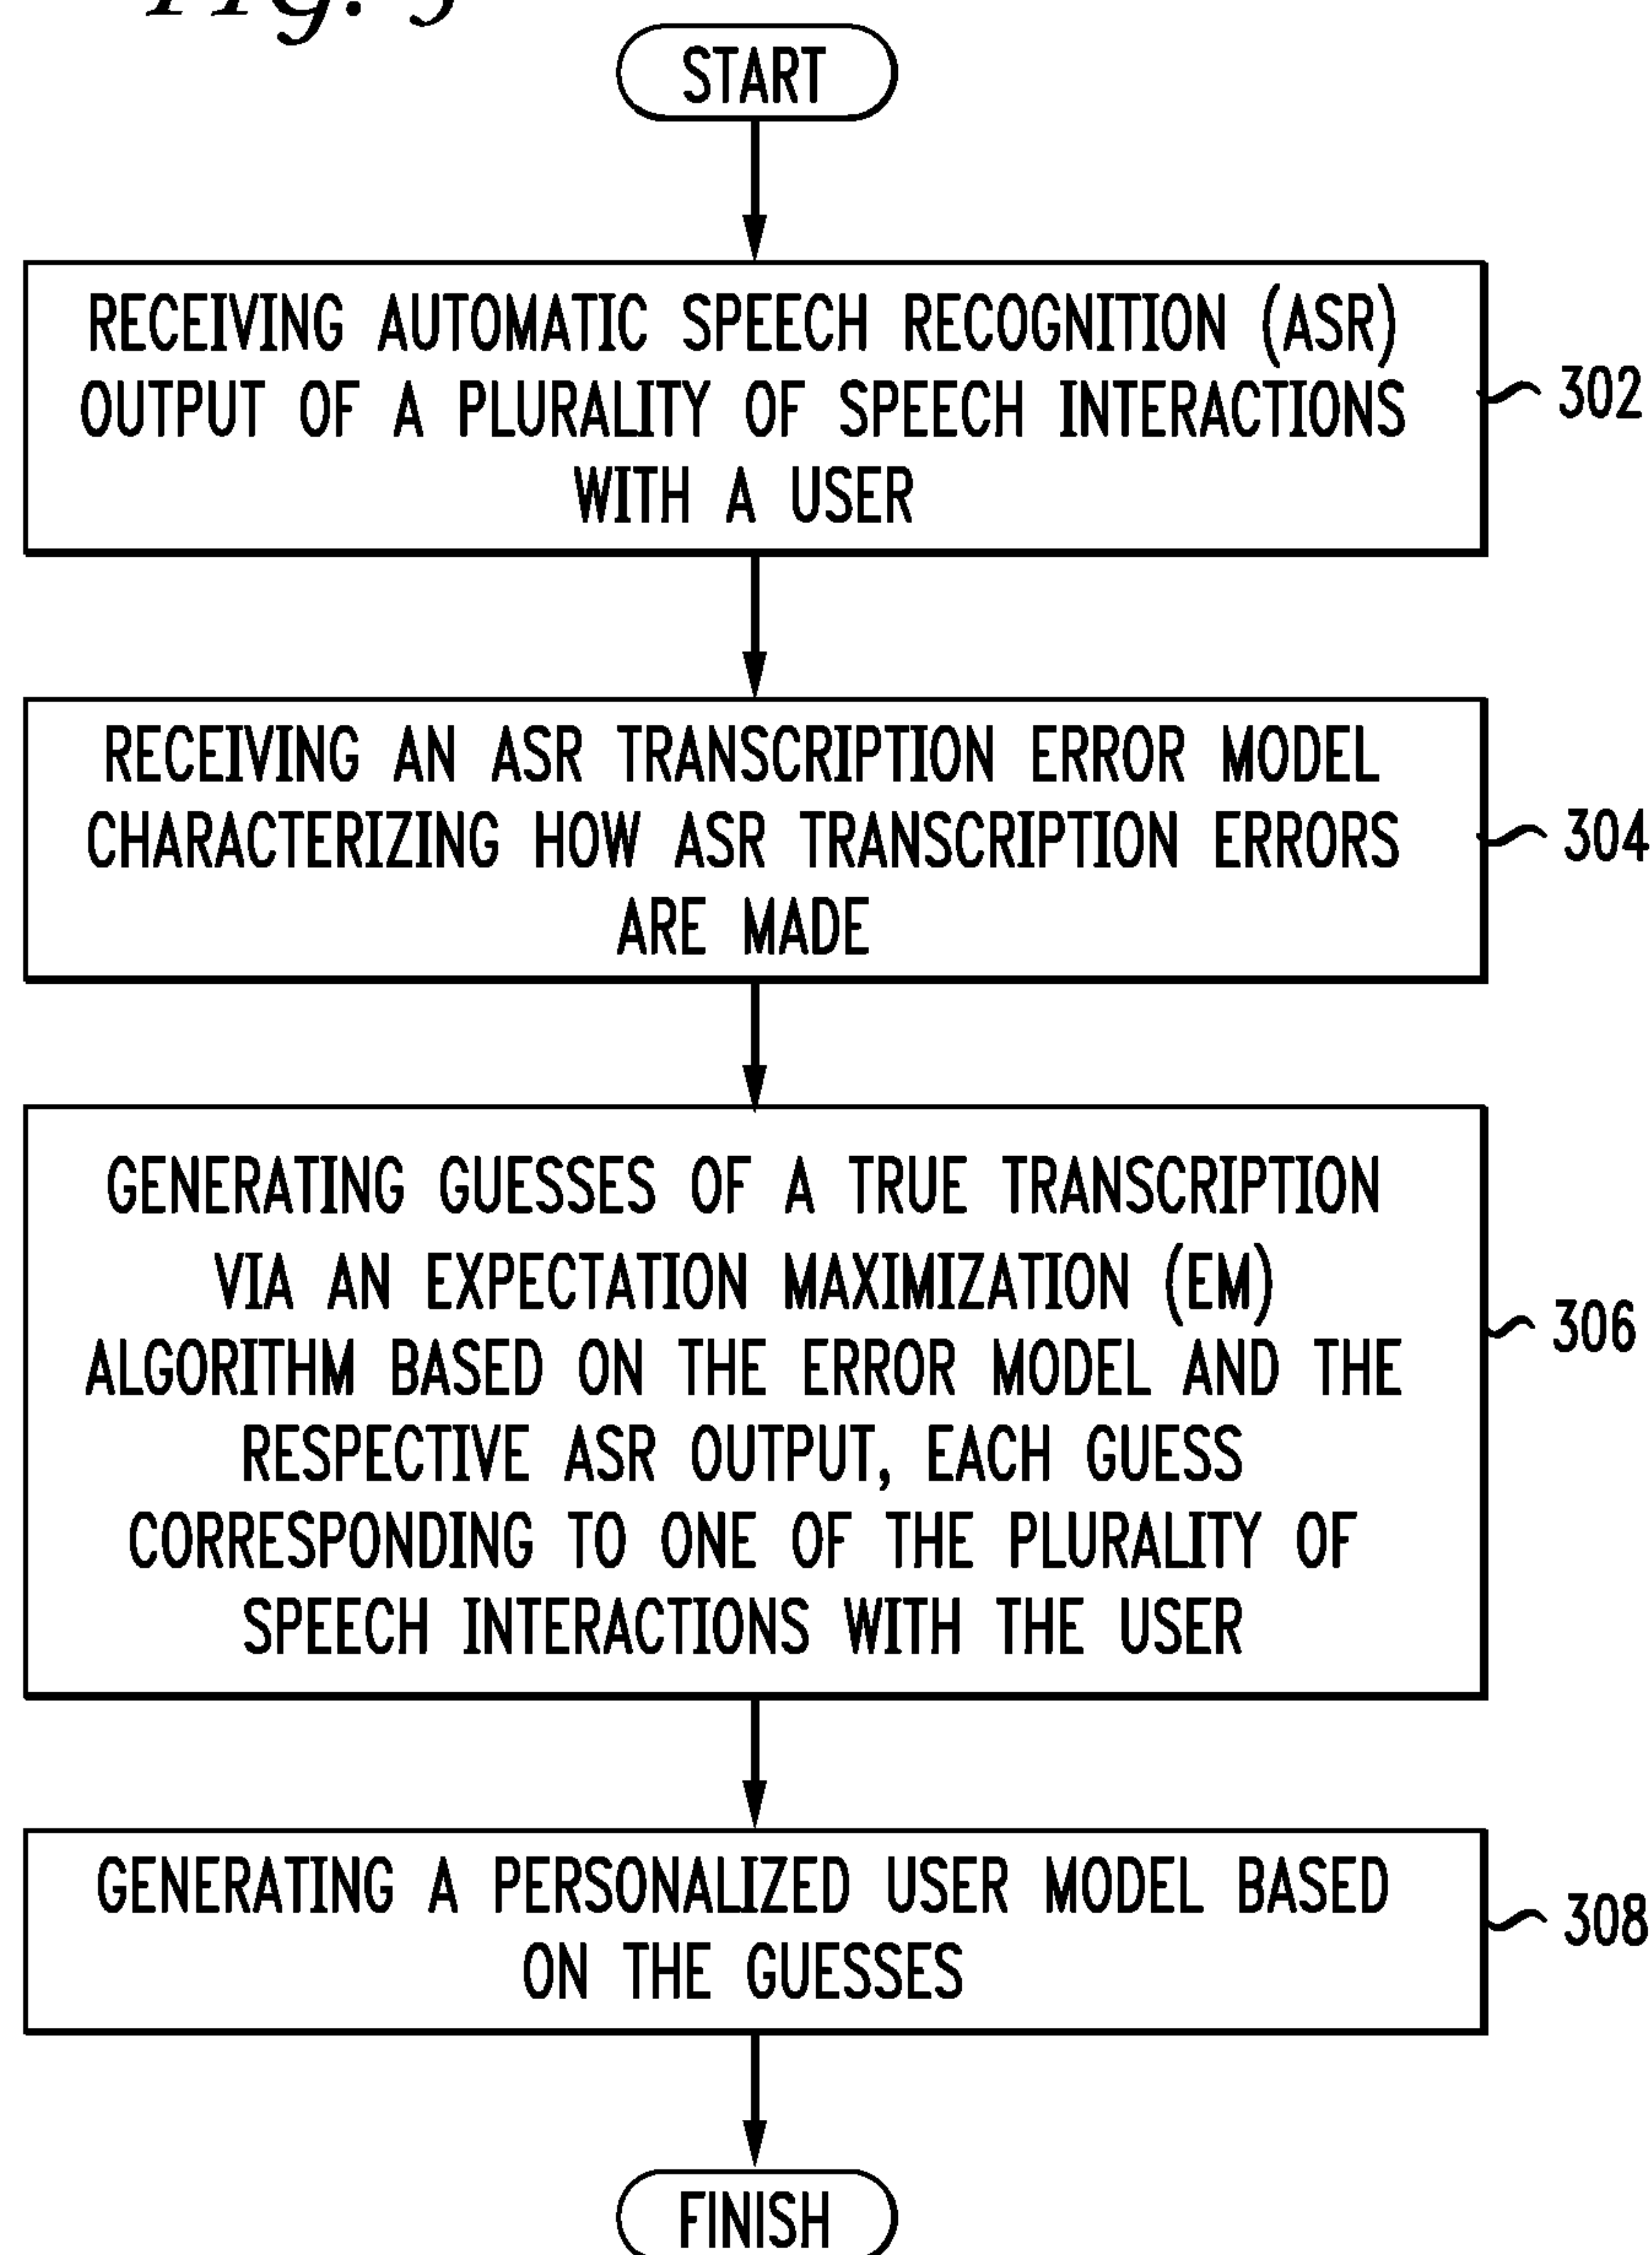 START
RECEIVING AUTOMATIC SPEECH RECOGNITION (ASR)
OUTPUT OF A PLURALITY OF SPEECH INTERACTIONS
WITH A USER
302
RECEIVING AN ASR TRANSCRIPTION ERROR MODEL
CHARACTERIZING HOW ASR TRANSCRIPTION ERRORS
ARE MADE
304
GENERATING GUESSES OF A TRUE TRANSCRIPTION
VIA AN EXPECTATION MAXIMIZATION (EM)
ALGORITHM BASED ON THE ERROR MODEL AND THE
RESPECTIVE ASR OUTPUT, EACH GUESS
CORRESPONDING TO ONE OF THE PLURALITY OF
SPEECH INTERACTIONS WITH THE USER
306
GENERATING A PERSONALIZED USER MODEL BASED
ON THE GUESSES
308
FINISH